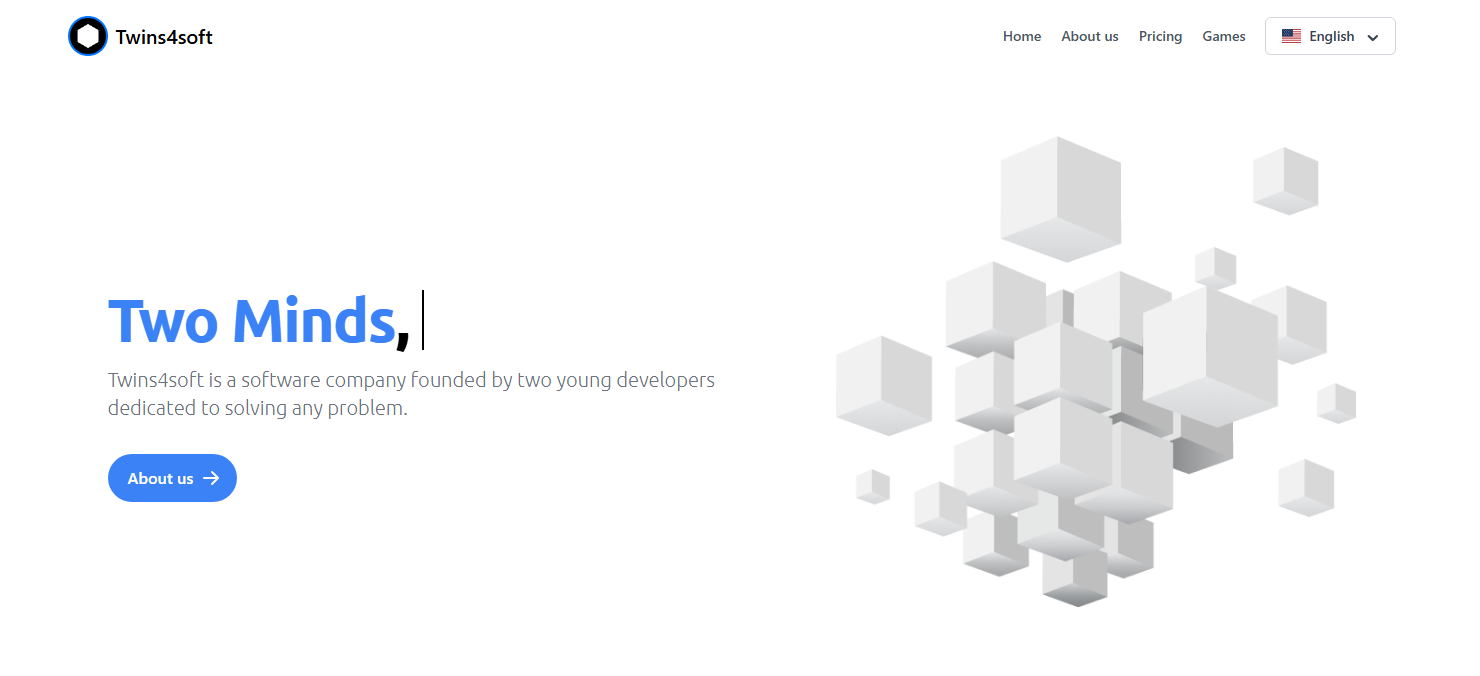 Twins4soft
Home
About us
Pricing
Games
English
Two Minds,
Twins4soft is a software company founded by two young developers
dedicated to solving any problem.
About us